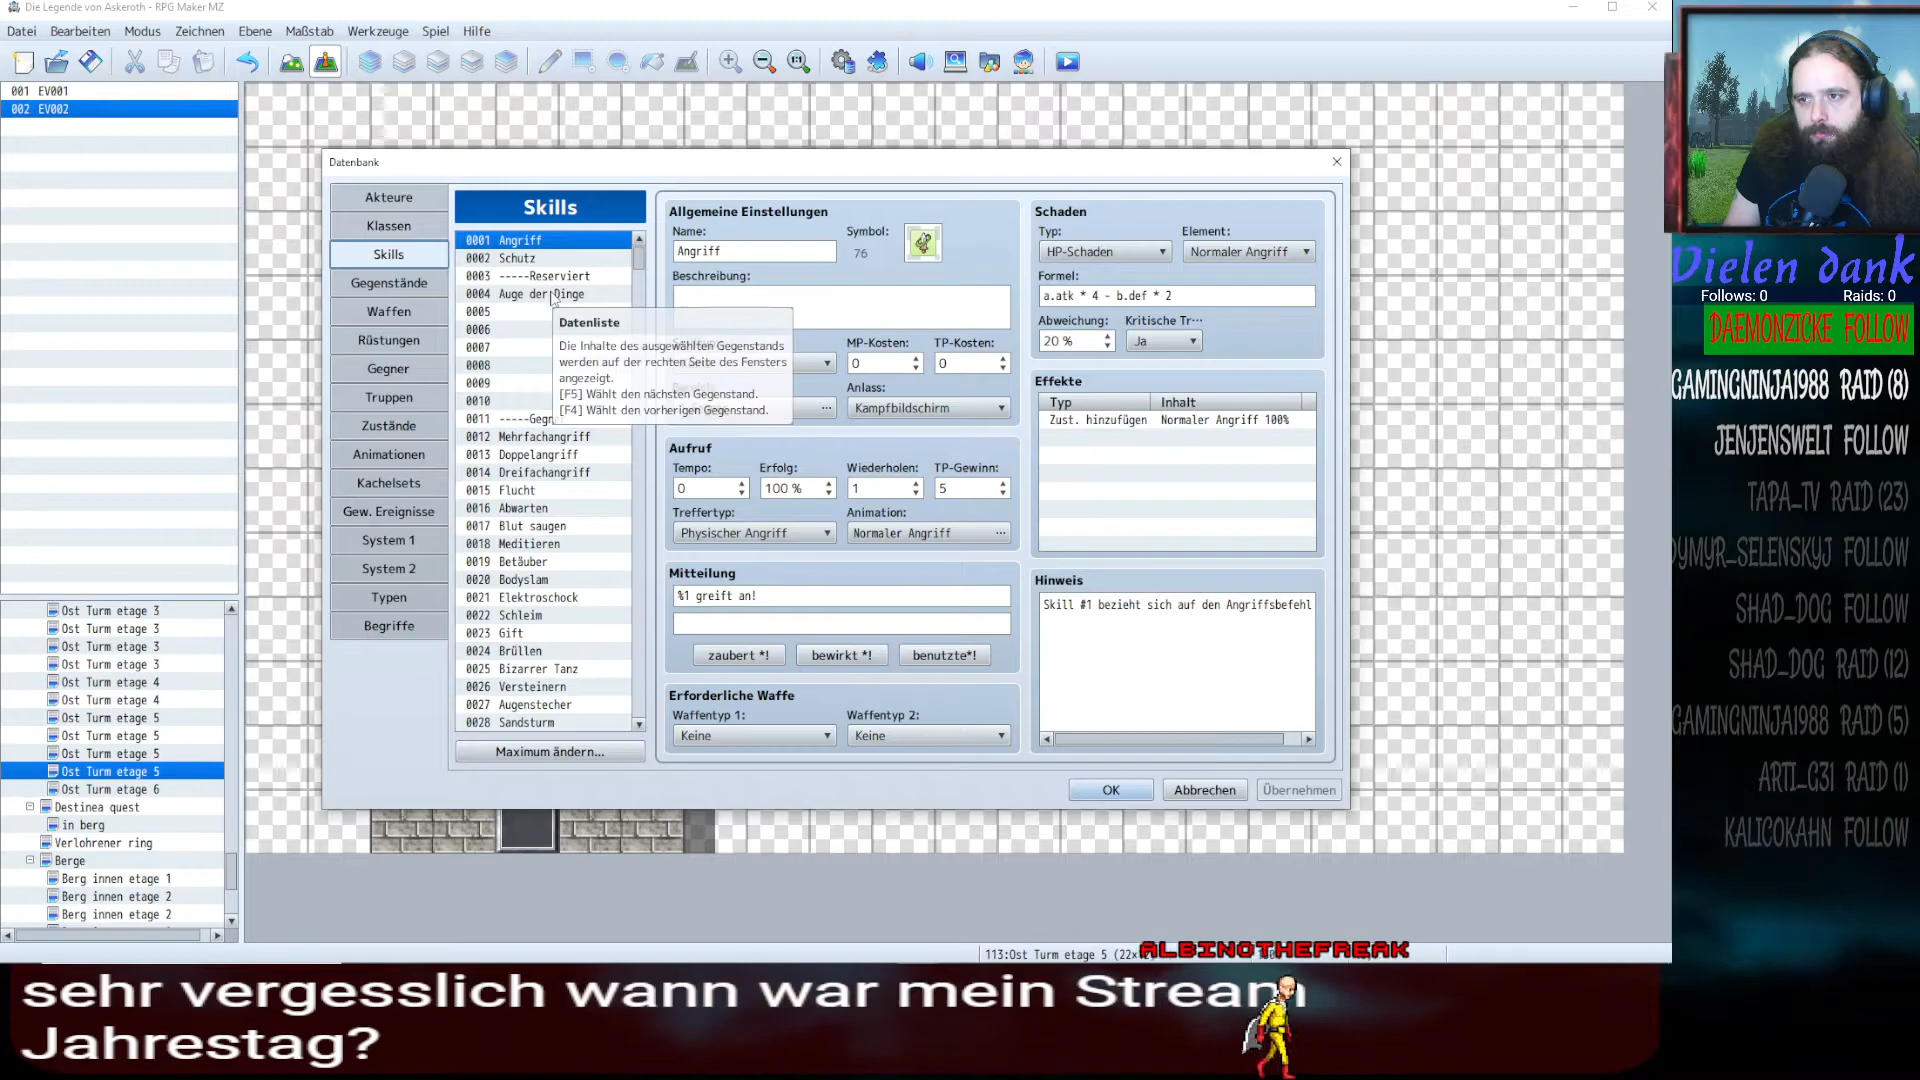 Die Legende von Askeroth - RPG Maker MZ
Datei Bearbeiten Modus Zeichnen Ebene Maßstab Werkzeuge Spiel Hilfe
001 EV001
002 EV002
Datenbank
Akteure
Klassen
Skills
Gegenstände
Waffen
Rüstungen
Gegner
Truppen
Zustände
Animationen
Kachelsets
Gew. Ereignisse
System 1
System 2
Typen
Begriffe
Skills
0001 Angriff
0002 Schutz
0003 -----Reserviert
0004 Auge der Dinge
0005
0006
0007
0008
0009
0010
0011 -----Gegn
0012 Mehrfachangriff
0013 Doppelangriff
0014 Dreifachangriff
0015 Flucht
0016 Abwarten
0017 Blut saugen
0018 Meditieren
0019 Betäuber
0020 Bodyslam
0021 Elektroschock
0022 Schleim
0023 Gift
0024 Brüllen
0025 Bizarrer Tanz
0026 Versteinern
0027 Augenstecher
0028 Sandsturm
Maximum ändern...
Datenliste
Die Inhalte des ausgewählten Gegenstands
werden auf der rechten Seite des Fensters
angezeigt.
[F5] Wählt den nächsten Gegenstand.
[F4] Wählt den vorherigen Gegenstand.
Allgemeine Einstellungen
Name: Symbol:
Angriff 76
Beschreibung:
MP-Kosten: TP-Kosten:
0 0
Anlass:
... Kampfbildschirm
Aufruf
Tempo: Erfolg: Wiederholen: TP-Gewinn:
0 100 % 1 5
Treffertyp: Animation:
Physischer Angriff Normaler Angriff ...
Mitteilung
%1 greift an!
zaubert *! bewirkt *! benutzte*!
Erforderliche Waffe
Waffentyp 1: Waffentyp 2:
Keine Keine
Schaden
Typ: Element:
HP-Schaden Normaler Angriff
Formel:
a.atk * 4 - b.def * 2
Abweichung: Kritische Tr···
20 % Ja
Effekte
Typ Inhalt
Zust. hinzufügen Normaler Angriff 100%
Hinweis
Skill #1 bezieht sich auf den Angriffsbefehl
OK Abbrechen Übernehmen
Ost Turm etage 3
Ost Turm etage 3
Ost Turm etage 3
Ost Turm etage 3
Ost Turm etage 4
Ost Turm etage 4
Ost Turm etage 5
Ost Turm etage 5
Ost Turm etage 5
Ost Turm etage 5
Ost Turm etage 6
Destinea quest
in berg
Verlohrener ring
Berge
Berg innen etage 1
Berg innen etage 2
Berg innen etage 2
113:Ost Turm etage 5
ALBINOTHEFREAK
sehr vergesslich wann war mein Stream
Jahrestag?
Vielen dank
Follows: 0 Raids: 0
DAEMONZICKE FOLLOW
GAMINGNINJA1988 RAID (8)
JENJENSWELT FOLLOW
TAPA_TV RAID (23)
DYMYR_SELENSKYJ FOLLOW
SHAD_DOG FOLLOW
SHAD_DOG RAID (12)
GAMINGNINJA1988 RAID (5)
ARTI_G31 RAID (1)
KALICOKAHN FOLLOW